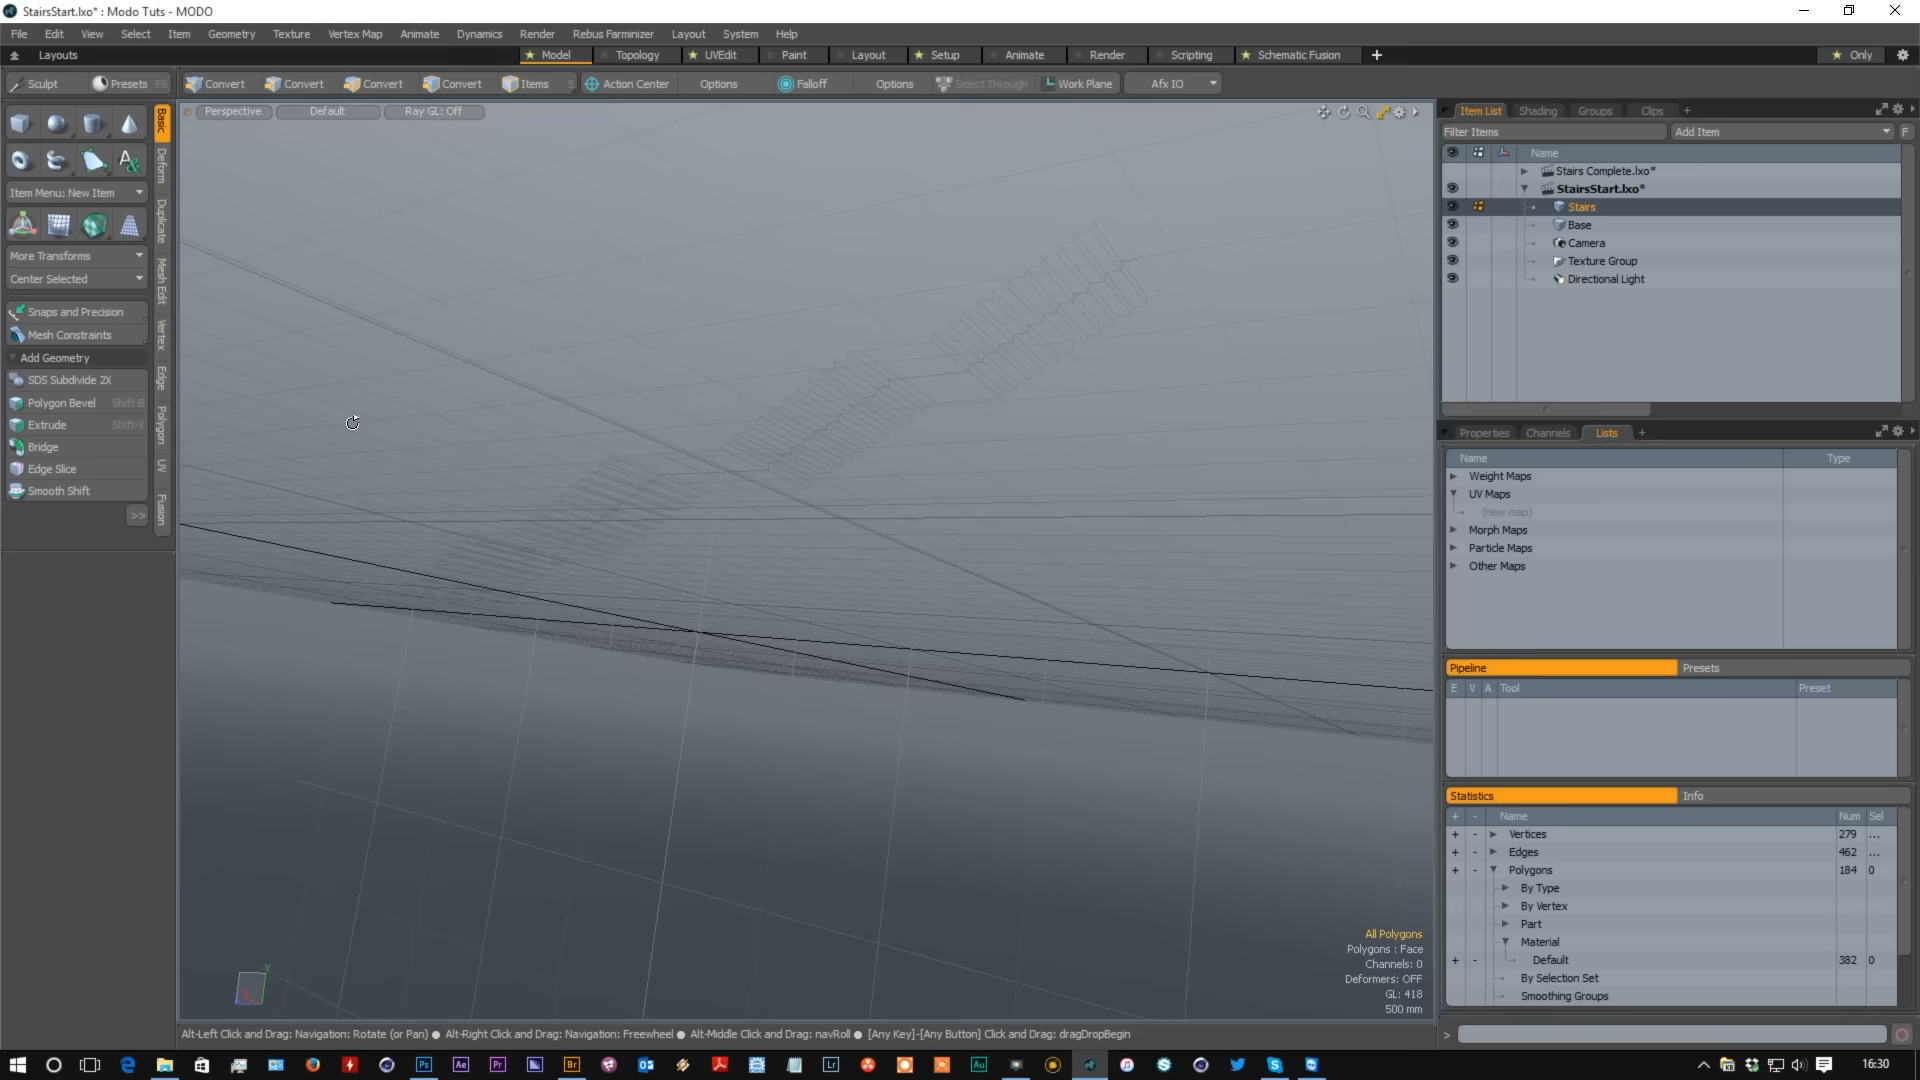 StairsStart.lxo* : Modo Tuts - MODO
File Edit View Select Item Geometry Texture Vertex Map Animate Dynamics Render Rebus Farminizer Layout System Help
Layouts Model Topology UVEdit Paint Layout Setup Animate Render Scripting Schematic Fusion + Only
Sculpt Presets F6 Convert Convert Convert Convert Items S Action Center Options Falloff Options Select Through Work Plane Afx IO
Perspective Default Ray GL: Off
Item Menu: New Item
More Transforms
Center Selected
Snaps and Precision
Mesh Constraints
Add Geometry
SDS Subdivide 2X
Polygon Bevel Shift-B
Extrude Shift-X
Bridge
Edge Slice
Smooth Shift
>>
Basic
Deform
Duplicate
Mesh Edit
Vertex
Edge
Polygon
UV
Fusion
Y
All Polygons
Polygons : Face
Channels: 0
Deformers: OFF
GL: 418
500 mm
Item List Shading Groups Clips +
Filter Items Add Item F
Name
Stairs Complete.lxo*
StairsStart.lxo*
Stairs
Base
Camera
Texture Group
Directional Light
Properties Channels Lists +
Name Type
Weight Maps
UV Maps
(new map)
Morph Maps
Particle Maps
Other Maps
Pipeline Presets
E V A Tool Preset
Statistics Info
+ - Name Num Sel
+ - Vertices 279 ...
+ - Edges 462 ...
+ - Polygons 184 0
By Type
By Vertex
Part
Material
+ - Default 382 0
By Selection Set
Smoothing Groups
Alt-Left Click and Drag: Navigation: Rotate (or Pan) ● Alt-Right Click and Drag: Navigation: Freewheel ● Alt-Middle Click and Drag: navRoll ● [Any Key]-[Any Button] Click and Drag: dragDropBegin
>
Ps Ae Pr Br Lr Au 16:30